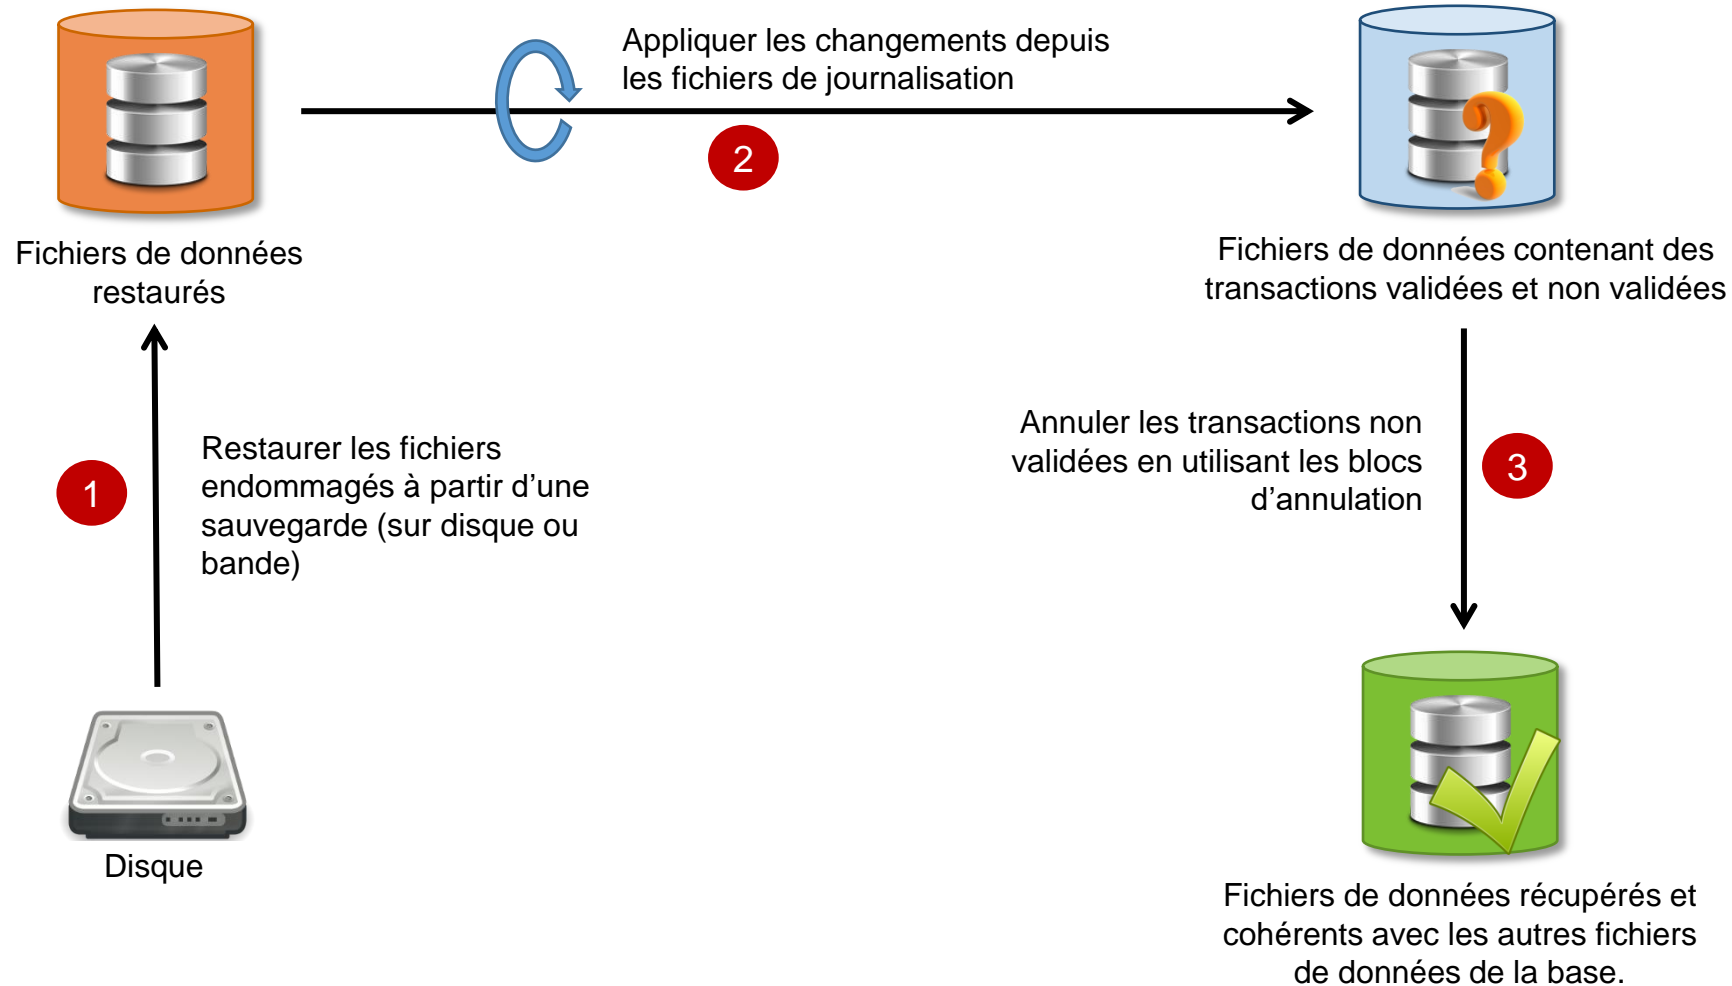 Appliquer les changements depuis
les fichiers de journalisation
2
Fichiers de données
restaurés
Fichiers de données contenant des
transactions validées et non validées
1
Restaurer les fichiers
endommagés à partir d’une
sauvegarde (sur disque ou
bande)
Annuler les transactions non
validées en utilisant les blocs
d’annulation
3
Disque
Fichiers de données récupérés et
cohérents avec les autres fichiers
de données de la base.